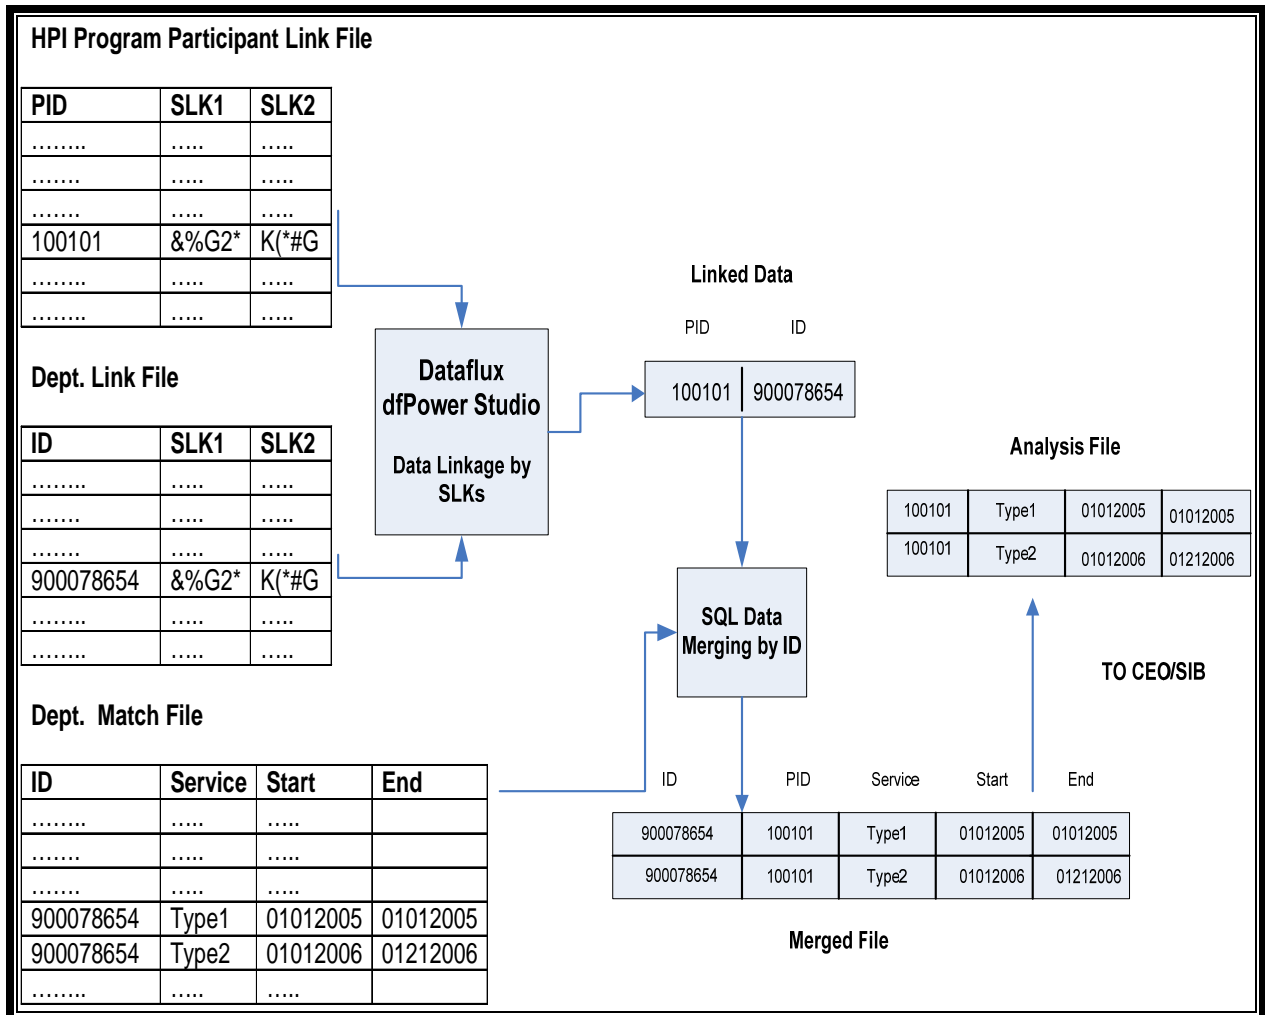 HPI Program Participant Link File
PID SLK1 SLK2
…….. ….. …..
……. ….. …..
……. ….. …..
100101 &%G2* K(*#G
…….. ….. …..
…….. ….. …..
Dept. Link File
ID SLK1 SLK2
…….. ….. …..
……. ….. …..
……. ….. …..
900078654 &%G2* K(*#G
…….. ….. …..
…….. ….. …..
Dept. Match File
ID Service Start End
…….. ….. …..
……. ….. …..
……. ….. …..
900078654 Type1 01012005 01012005
900078654 Type2 01012006 01212006
…….. ….. …..
Dataflux
dfPower Studio
Data Linkage by
SLKs
Linked Data
PID ID
100101 900078654
SQL Data
Merging by ID
ID PID Service Start End
900078654 100101 Type1 01012005 01012005
900078654 100101 Type2 01012006 01212006
Merged File
TO CEO/SIB
Analysis File
100101 Type1 01012005 01012005
100101 Type2 01012006 01212006